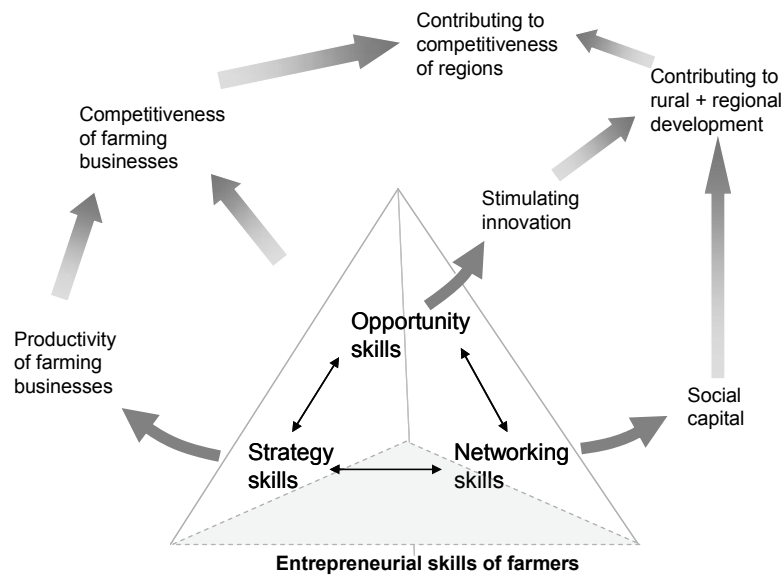 Contributing to
competitiveness
of regions
Contributing to
rural + regional
development
Competitiveness
of farming
businesses
Stimulating
innovation
Opportunity
skills
Productivity
of farming
businesses
Social
capital
Strategy
skills
Networking
skills
Entrepreneurial skills of farmers